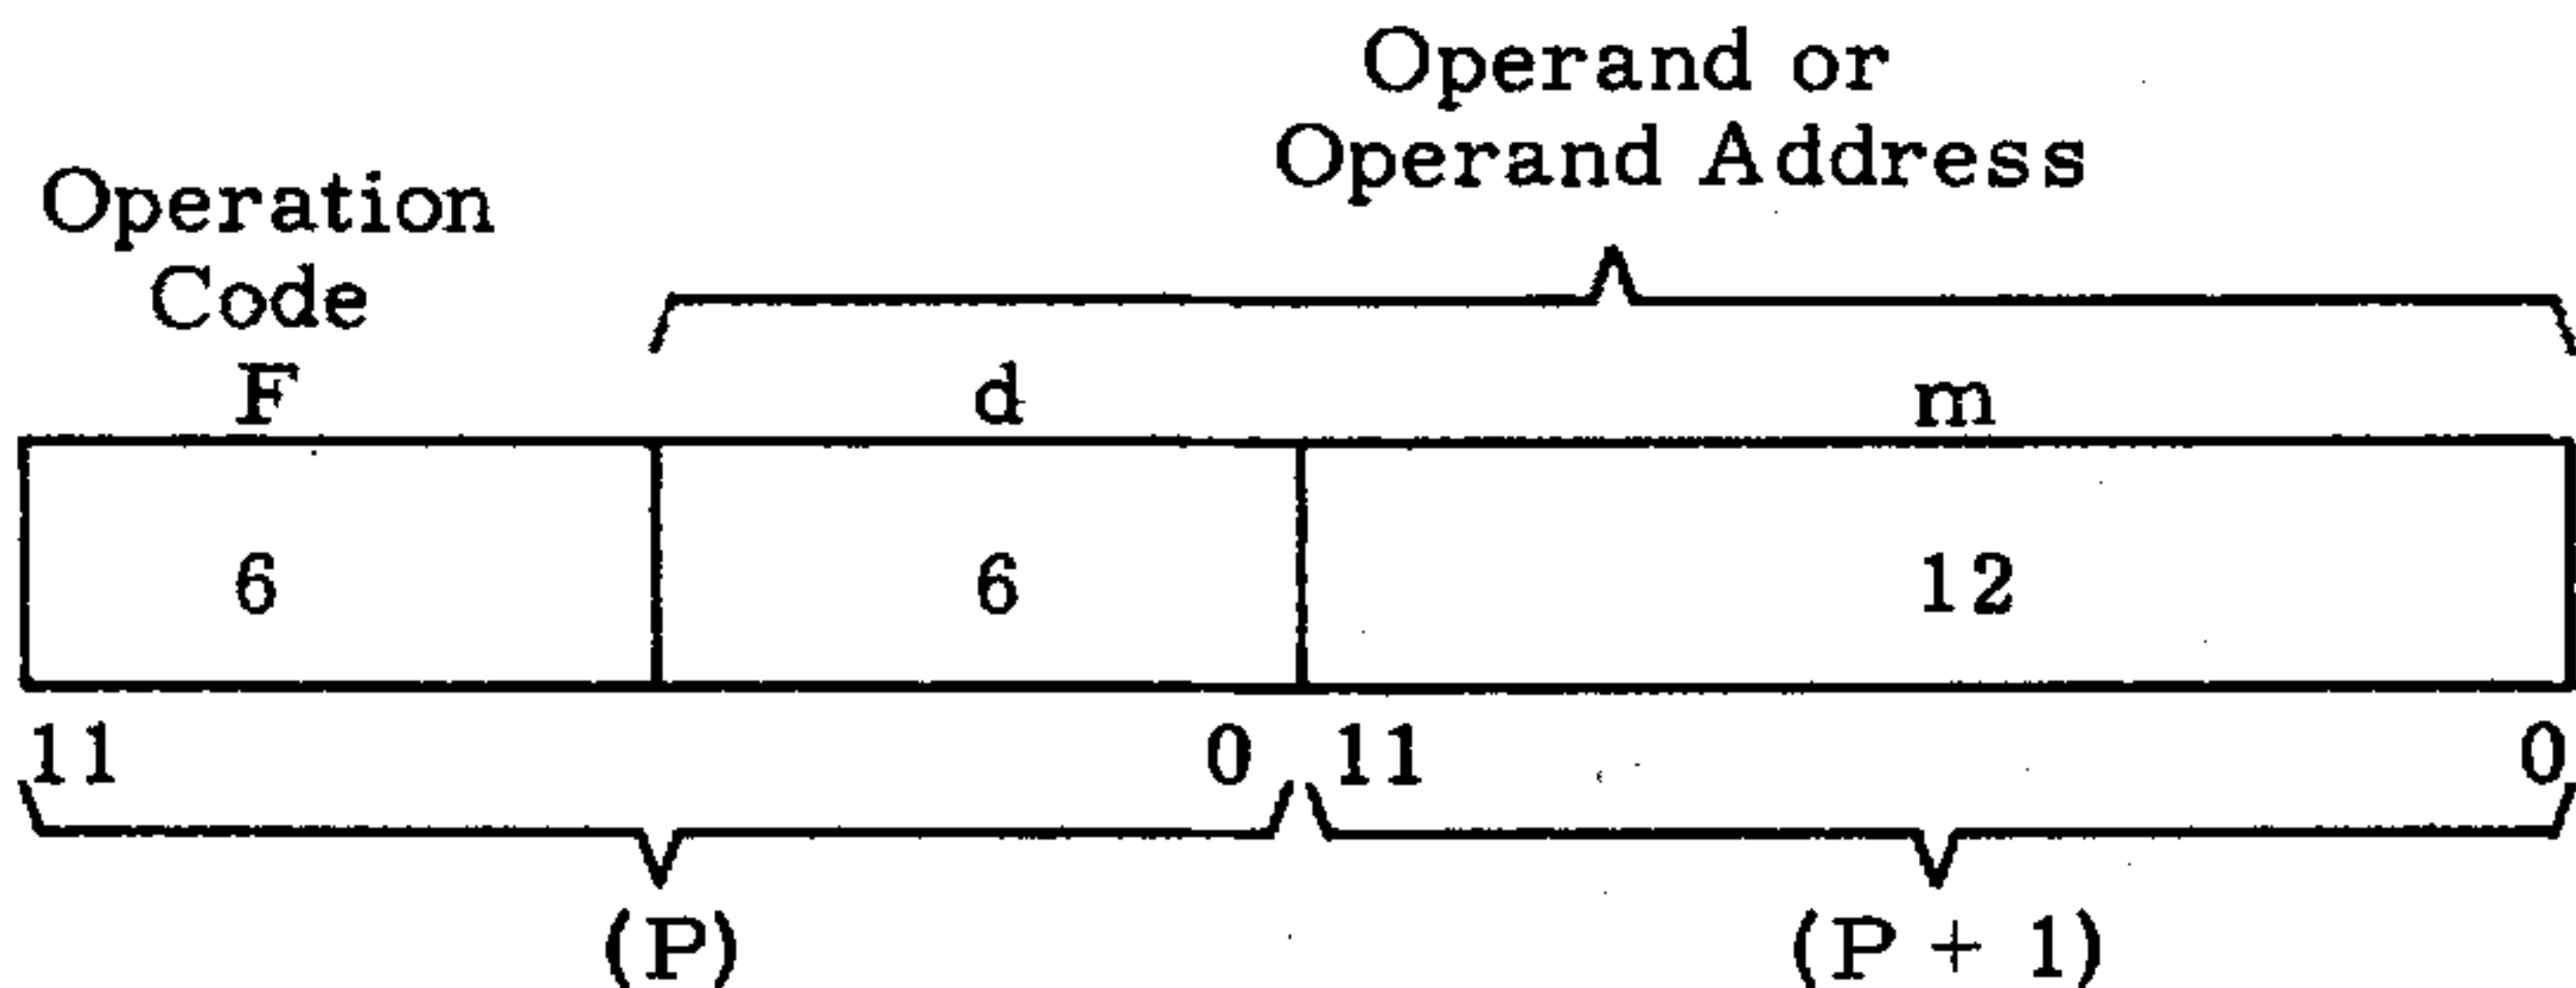 Operand or
Operand Address
Operation
Code
F d m
6 6 12
11 0 11 0
(P) (P + 1)